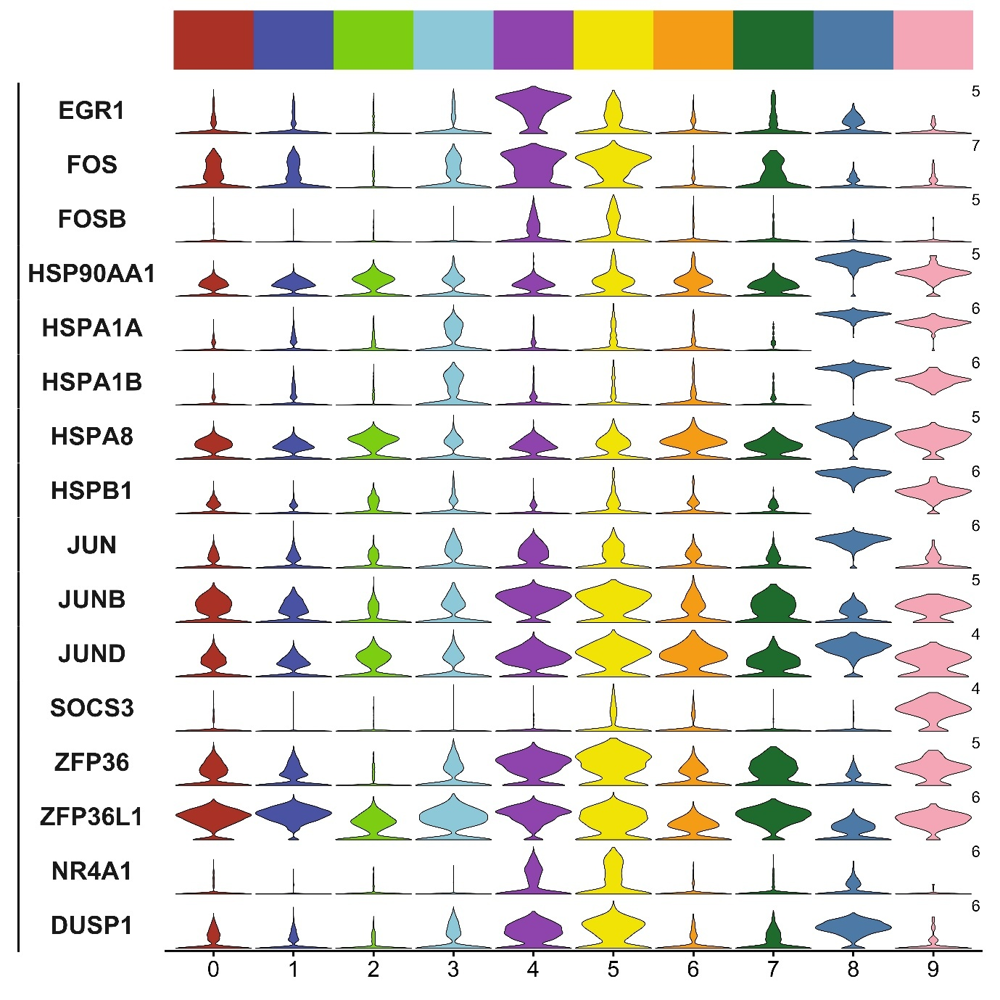 EGR1 5
FOS 7
FOSB 5
HSP90AA1 5
HSPA1A 6
HSPA1B 6
HSPA8 5
HSPB1 6
JUN 6
JUNB 5
JUND 4
SOCS3 4
ZFP36 5
ZFP36L1 6
NR4A1 6
DUSP1 6
0 1 2 3 4 5 6 7 8 9